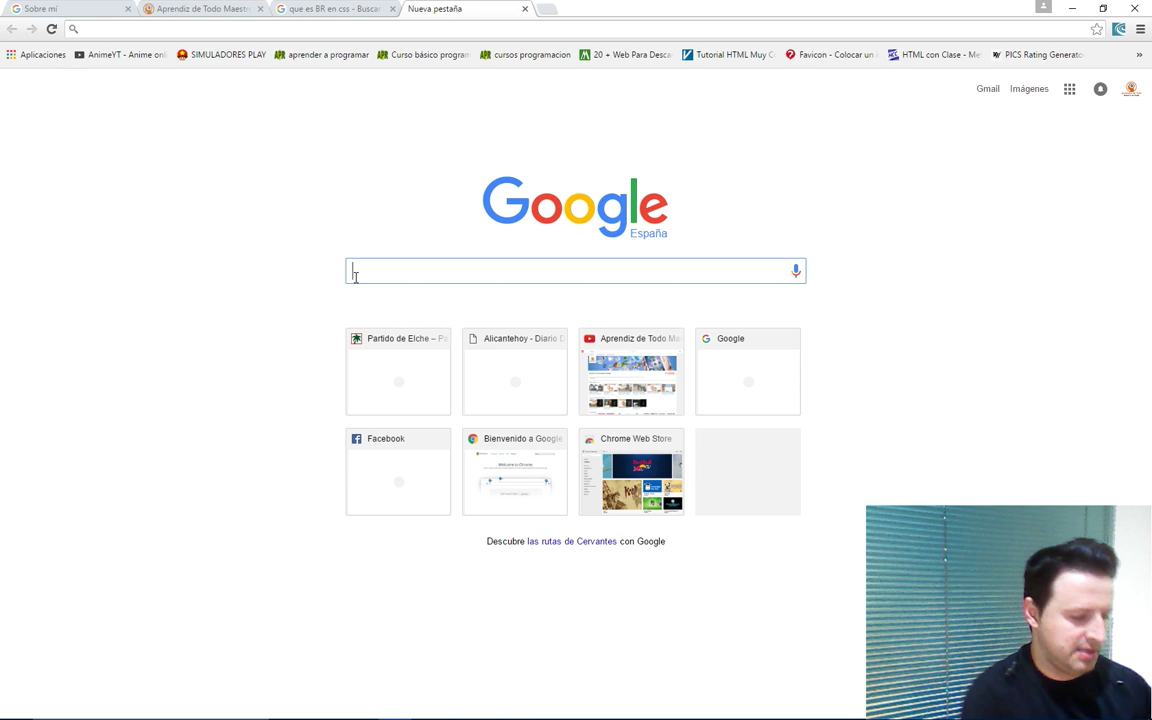 Sobre mí
Aprendiz de Todo Maestr
que es BR en css - Buscar
Nueva pestaña
Aplicaciones
AnimeYT - Anime onl
SIMULADORES PLAY
aprender a programar
Curso básico program
cursos programacion
20 + Web Para Desca
Tutorial HTML Muy C
Favicon - Colocar un i
HTML con Clase - Me
PICS Rating Generato
»
Gmail
Imágenes
Google
España
Partido de Elche – Pa
Alicantehoy - Diario D
Aprendiz de Todo Ma
Google
Facebook
Bienvenido a Google
Chrome Web Store
Descubre las rutas de Cervantes con Google